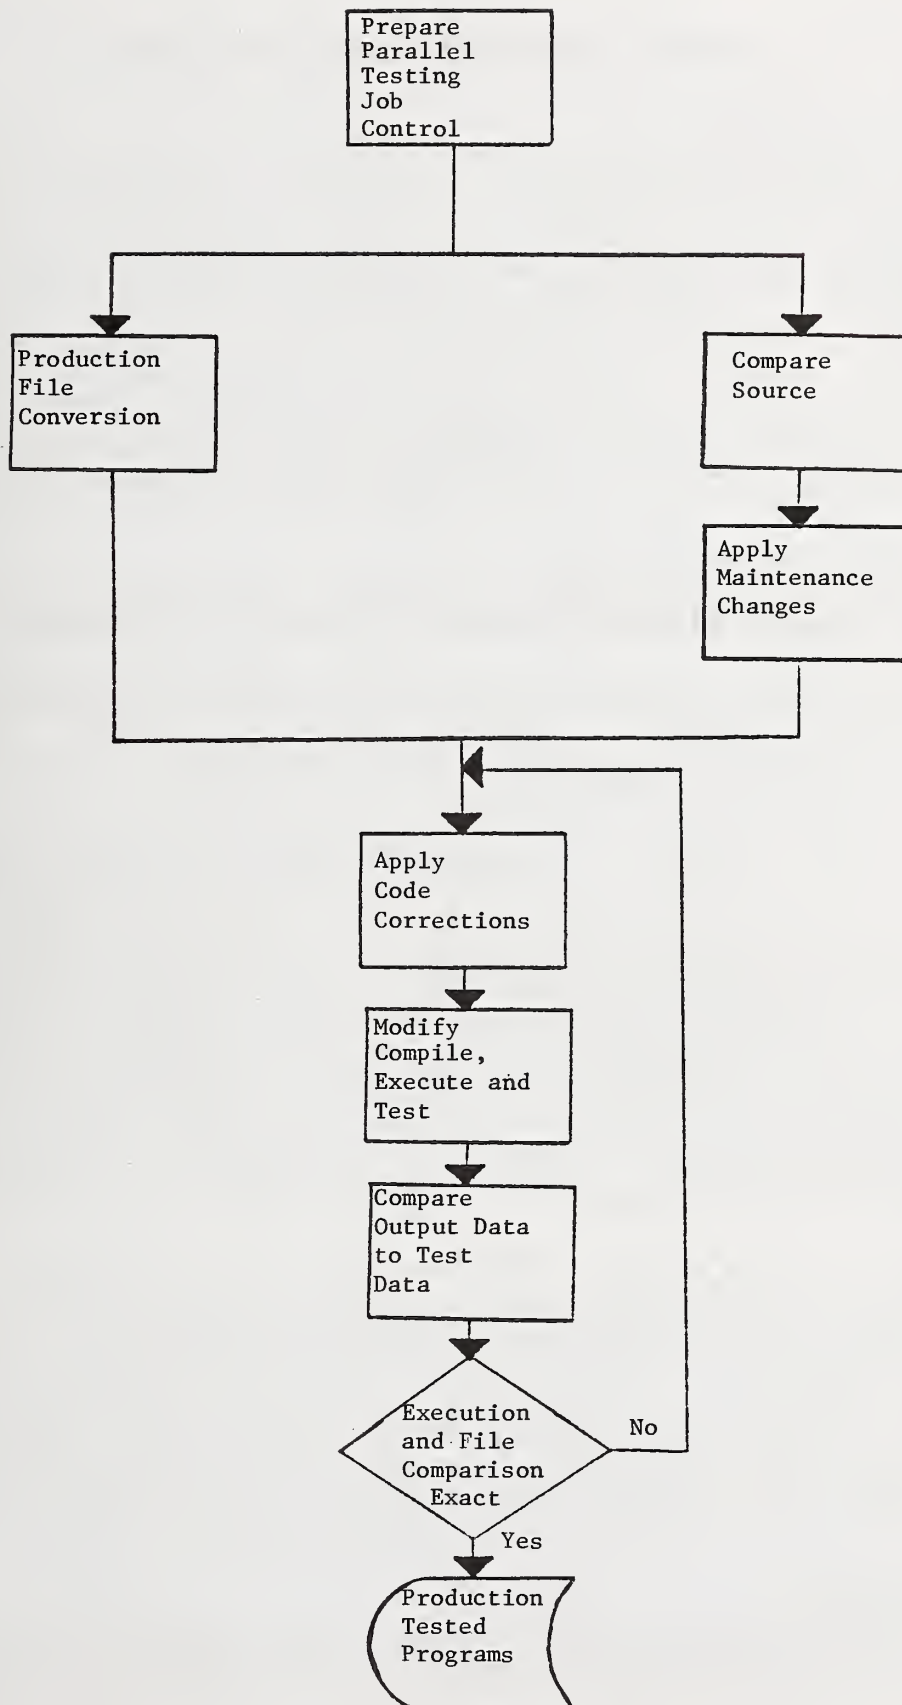 Prepare
Parallel
Testing
Job
Control
Production
File
Conversion
Compare
Source
Apply
Maintenance
Changes
Apply
Code
Corrections
Modify
Compile,
Execute and
Test
Compare
Output Data
to Test
Data
Execution
and File
Comparison
Exact
No
Yes
Production
Tested
Programs